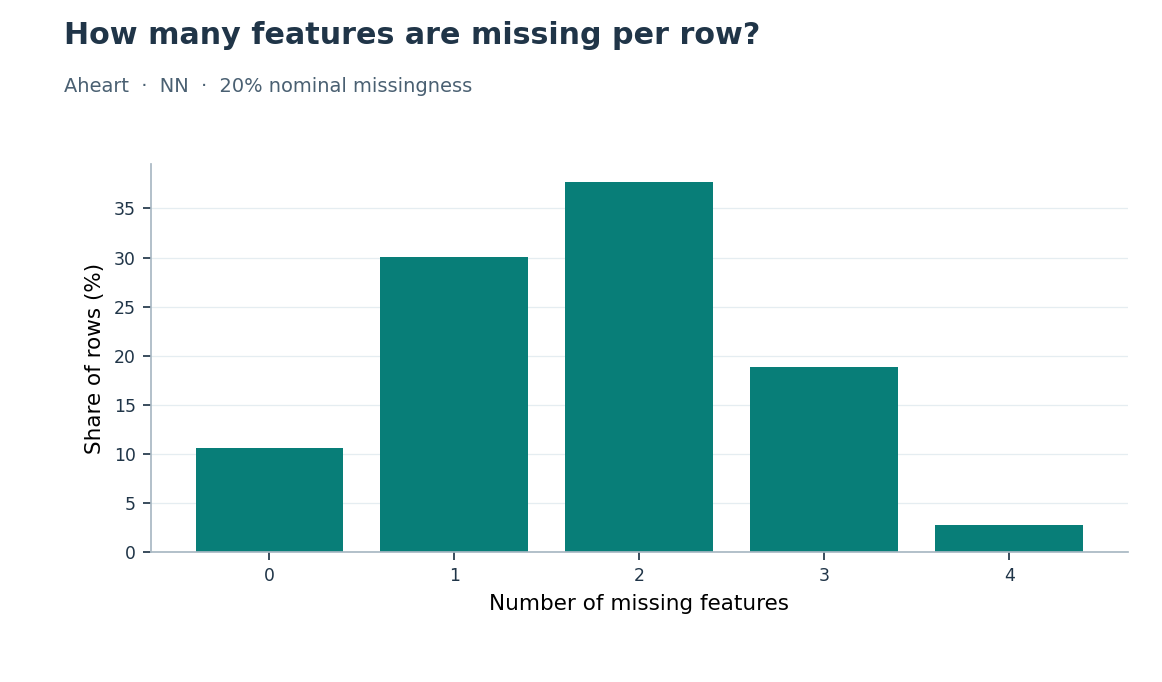 How many features are missing per row?
Aheart · NN · 20% nominal missingness
Share of rows (%)
35
30
25
20
15
10
5
0
0 1 2 3 4
Number of missing features